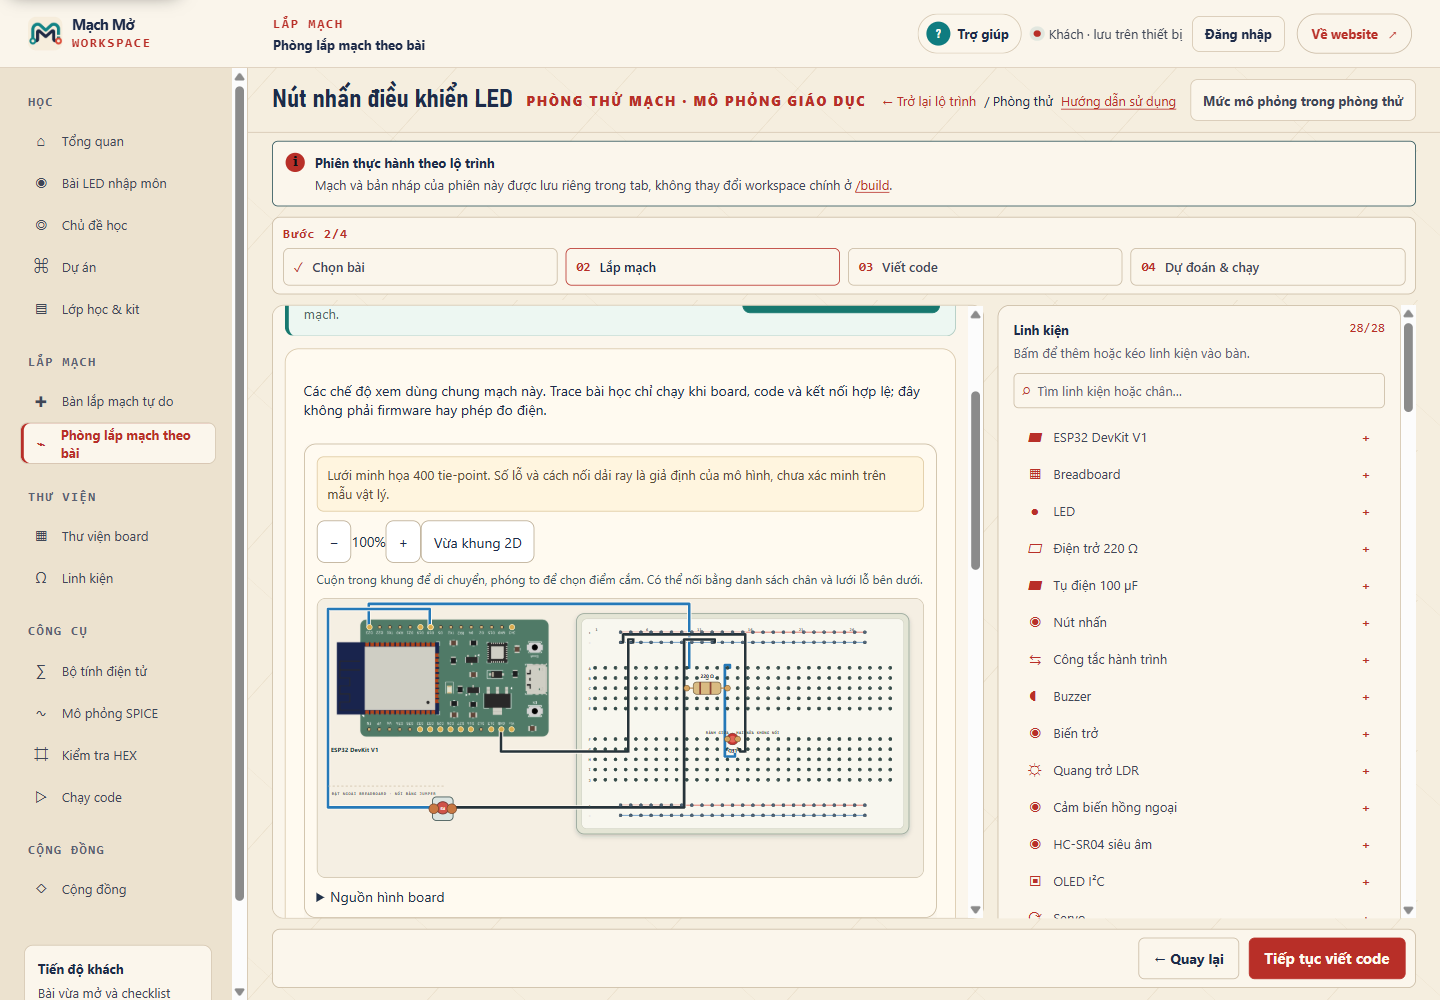 Mạch Mở
WORKSPACE
LẮP MẠCH
Phòng lắp mạch theo bài
? Trợ giúp
Khách · lưu trên thiết bị
Đăng nhập
Về website ↗
HỌC
Tổng quan
Bài LED nhập môn
Chủ đề học
Dự án
Lớp học & kit
LẮP MẠCH
Bàn lắp mạch tự do
Phòng lắp mạch theo
bài
THƯ VIỆN
Thư viện board
Linh kiện
CÔNG CỤ
Bộ tính điện tử
Mô phỏng SPICE
Kiểm tra HEX
Chạy code
CỘNG ĐỒNG
Cộng đồng
Tiến độ khách
Bài vừa mở và checklist
Nút nhấn điều khiển LED
PHÒNG THỬ MẠCH · MÔ PHỎNG GIÁO DỤC
← Trở lại lộ trình / Phòng thử Hướng dẫn sử dụng
Mức mô phỏng trong phòng thử
Phiên thực hành theo lộ trình
Mạch và bản nháp của phiên này được lưu riêng trong tab, không thay đổi workspace chính ở /build.
Bước 2/4
✓ Chọn bài
02 Lắp mạch
03 Viết code
04 Dự đoán & chạy
mạch.
Các chế độ xem dùng chung mạch này. Trace bài học chỉ chạy khi board, code và kết nối hợp lệ; đây
không phải firmware hay phép đo điện.
Lưới minh họa 400 tie-point. Số lỗ và cách nối dải ray là giả định của mô hình, chưa xác minh trên
mẫu vật lý.
− 100% + Vừa khung 2D
Cuộn trong khung để di chuyển, phóng to để chọn điểm cắm. Có thể nối bằng danh sách chân và lưới lỗ bên dưới.
220 Ω
ESP32 DevKit V1
ĐẶT NGOÀI BREADBOARD · NỐI BẰNG JUMPER
▶ Nguồn hình board
Linh kiện
28/28
Bấm để thêm hoặc kéo linh kiện vào bàn.
Tìm linh kiện hoặc chân...
ESP32 DevKit V1 +
Breadboard +
LED +
Điện trở 220 Ω +
Tụ điện 100 µF +
Nút nhấn +
Công tắc hành trình +
Buzzer +
Biến trở +
Quang trở LDR +
Cảm biến hồng ngoại +
HC-SR04 siêu âm +
OLED I²C +
Servo +
← Quay lại
Tiếp tục viết code